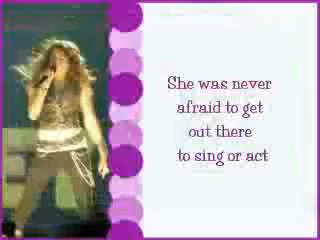 She was never
afraid to get
out there
to sing or act